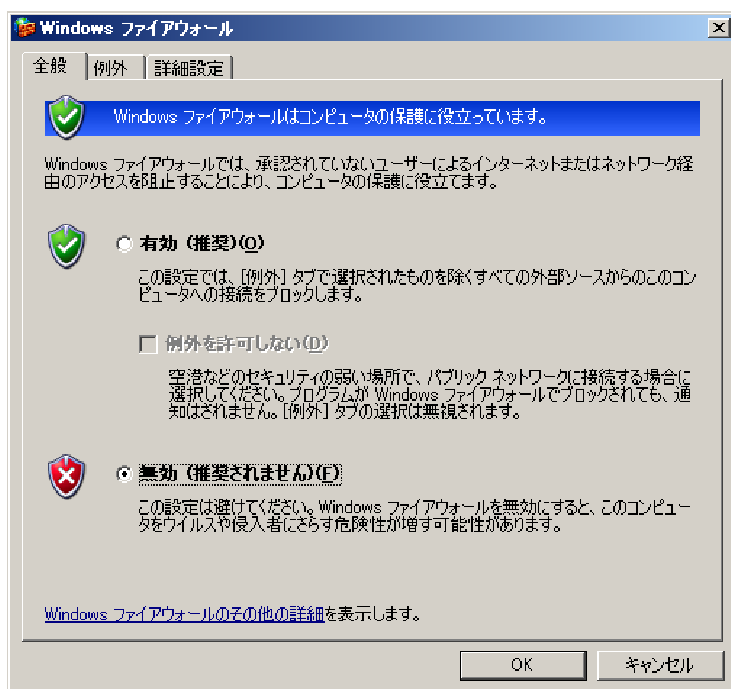 Windows ファイアウォール
全般 例外 詳細設定
Windows ファイアウォールはコンピュータの保護に役立っています。
Windows ファイアウォールでは、承認されていないユーザーによるインターネットまたはネットワーク経
由のアクセスを阻止することにより、コンピュータの保護に役立てます。
有効 (推奨)(O)
この設定では、[例外] タブで選択されたものを除くすべての外部ソースからのこのコン
ピュータへの接続をブロックします。
例外を許可しない(D)
空港などのセキュリティの弱い場所で、パブリック ネットワークに接続する場合に
選択してください。プログラムが Windows ファイアウォールでブロックされても、通
知はされません。[例外] タブの選択は無視されます。
無効 (推奨されません)(F)
この設定は避けてください。Windows ファイアウォールを無効にすると、このコンピュー
タをウイルスや侵入者にさらす危険性が増す可能性があります。
Windows ファイアウォールのその他の詳細を表示します。
OK キャンセル